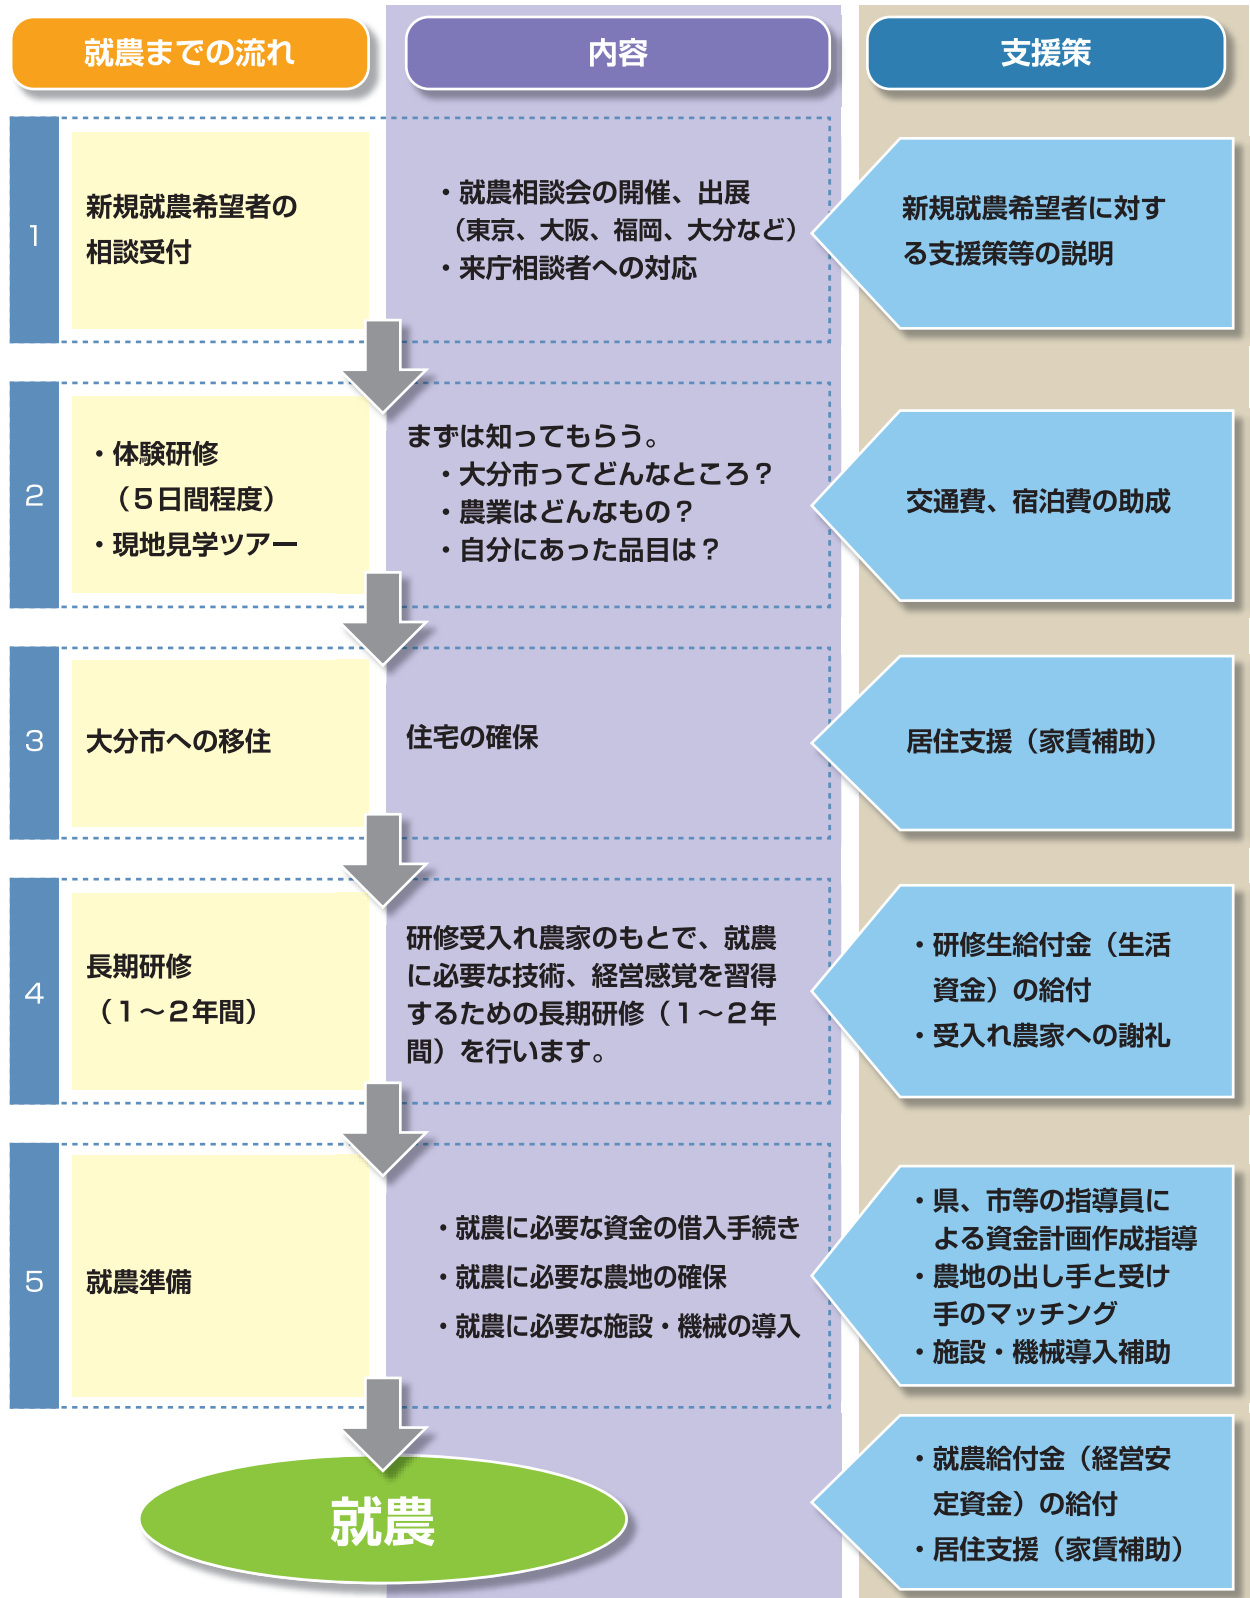 就農までの流れ
内容
支援策
1
新規就農希望者の
相談受付
・就農相談会の開催、出展
（東京、大阪、福岡、大分など）
・来庁相談者への対応
新規就農希望者に対す
る支援策等の説明
2
・体験研修
（５日間程度）
・現地見学ツアー
まずは知ってもらう。
・大分市ってどんなところ？
・農業はどんなもの？
・自分にあった品目は？
交通費、宿泊費の助成
3
大分市への移住
住宅の確保
居住支援（家賃補助）
4
長期研修
（１～２年間）
研修受入れ農家のもとで、就農
に必要な技術、経営感覚を習得
するための長期研修（１～２年
間）を行います。
・研修生給付金（生活
資金）の給付
・受入れ農家への謝礼
5
就農準備
・就農に必要な資金の借入手続き
・就農に必要な農地の確保
・就農に必要な施設・機械の導入
・県、市等の指導員に
よる資金計画作成指導
・農地の出し手と受け
手のマッチング
・施設・機械導入補助
就農
・就農給付金（経営安
定資金）の給付
・居住支援（家賃補助）